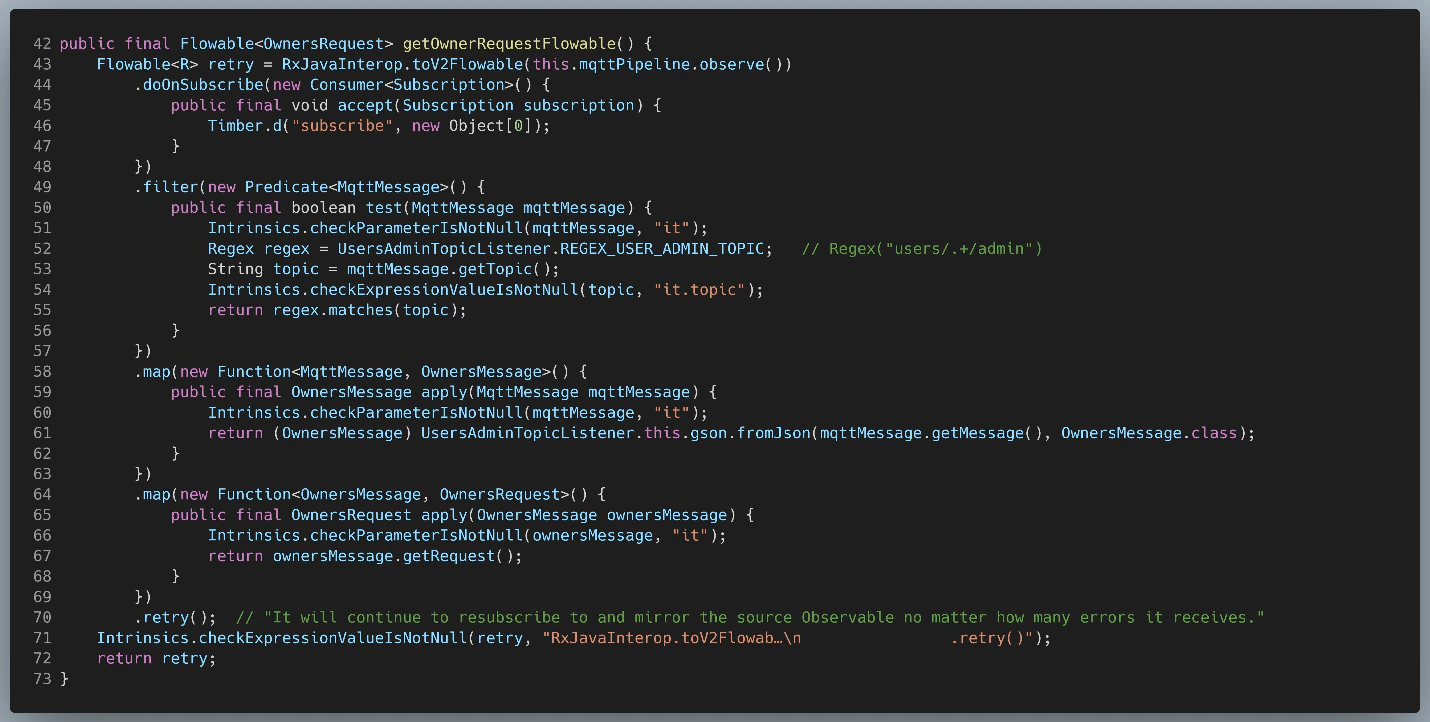 42 public final Flowable<OwnersRequest> getOwnerRequestFlowable() {
43     Flowable<R> retry = RxJavaInterop.toV2Flowable(this.mqttPipeline.observe())
44         .doOnSubscribe(new Consumer<Subscription>() {
45             public final void accept(Subscription subscription) {
46                 Timber.d("subscribe", new Object[0]);
47             }
48         })
49         .filter(new Predicate<MqttMessage>() {
50             public final boolean test(MqttMessage mqttMessage) {
51                 Intrinsics.checkParameterIsNotNull(mqttMessage, "it");
52                 Regex regex = UsersAdminTopicListener.REGEX_USER_ADMIN_TOPIC;   // Regex("users/.+/admin")
53                 String topic = mqttMessage.getTopic();
54                 Intrinsics.checkExpressionValueIsNotNull(topic, "it.topic");
55                 return regex.matches(topic);
56             }
57         })
58         .map(new Function<MqttMessage, OwnersMessage>() {
59             public final OwnersMessage apply(MqttMessage mqttMessage) {
60                 Intrinsics.checkParameterIsNotNull(mqttMessage, "it");
61                 return (OwnersMessage) UsersAdminTopicListener.this.gson.fromJson(mqttMessage.getMessage(), OwnersMessage.class);
62             }
63         })
64         .map(new Function<OwnersMessage, OwnersRequest>() {
65             public final OwnersRequest apply(OwnersMessage ownersMessage) {
66                 Intrinsics.checkParameterIsNotNull(ownersMessage, "it");
67                 return ownersMessage.getRequest();
68             }
69         })
70         .retry();  // "It will continue to resubscribe to and mirror the source Observable no matter how many errors it receives."
71     Intrinsics.checkExpressionValueIsNotNull(retry, "RxJavaInterop.toV2Flowab…\n                .retry()");
72     return retry;
73 }